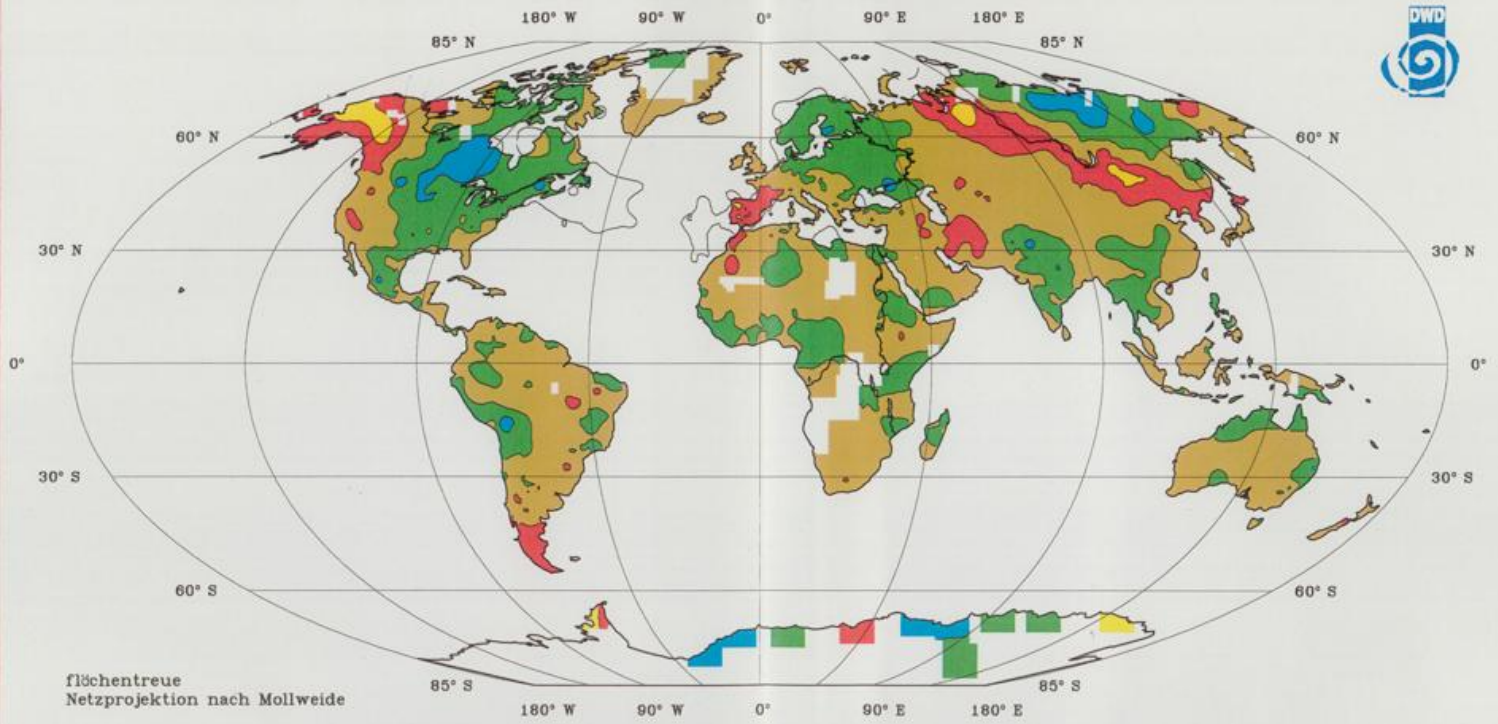 180° W 90° W 0° 90° E 180° E
DWD
85° N 85° N
60° N 60° N
30° N 30° N
0° 0°
30° S 30° S
60° S 60° S
flöchentreue
Netzprojektion nach Mollweide
85° S 85° S
180° W 90° W 0° 90° E 180° E